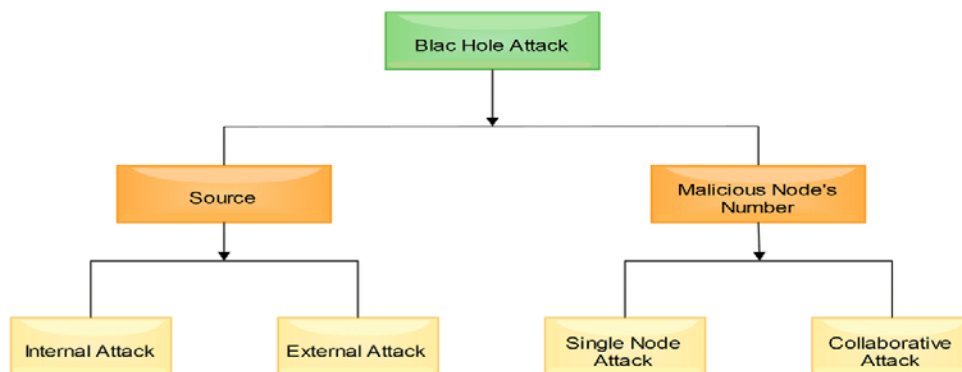 Blac Hole Attack
Source
Malicious Node's
Number
Internal Attack
External Attack
Single Node
Attack
Collaborative
Attack